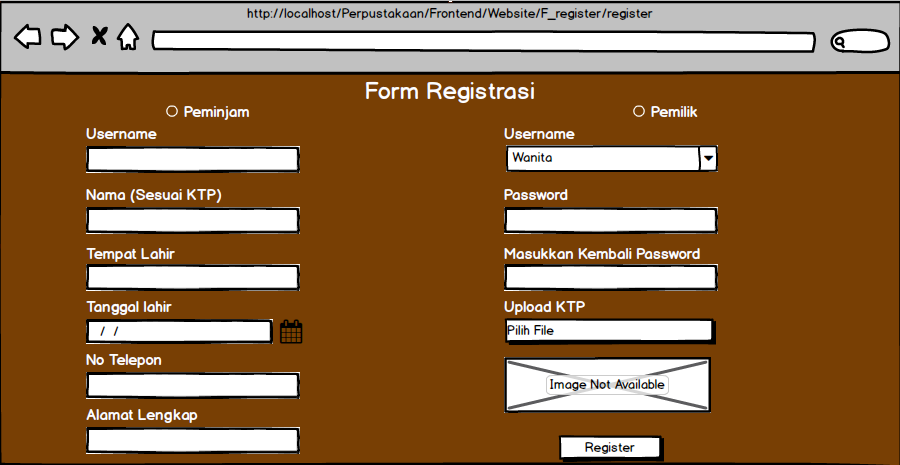 http://localhost/Perpustakaan/Frontend/Website/F_register/register
Form Registrasi
Peminjam
Pemilik
Username
Username
Wanita
Nama (Sesuai KTP)
Password
Tempat Lahir
Masukkan Kembali Password
Tanggal lahir
Upload KTP
/ /
Pilih File
No Telepon
Image Not Available
Alamat Lengkap
Register